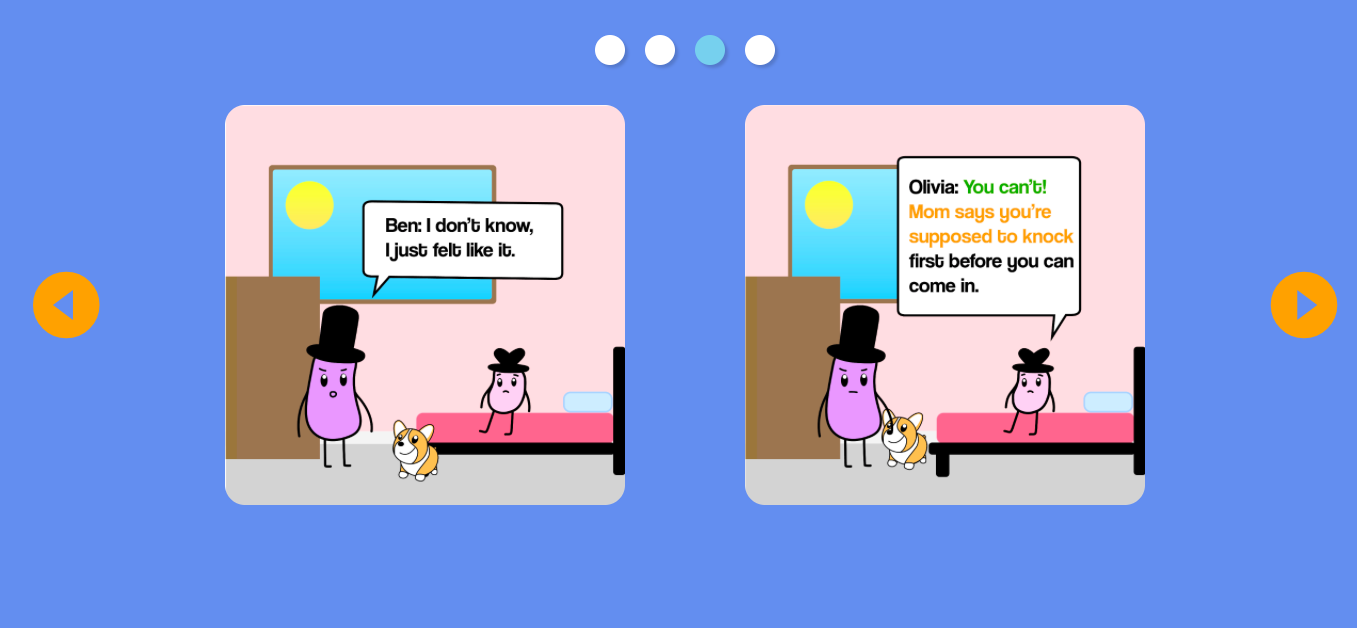 Ben: I don't know,
I just felt like it.
Olivia: You can't!
Mom says you're
supposed to knock
first before you can
come in.